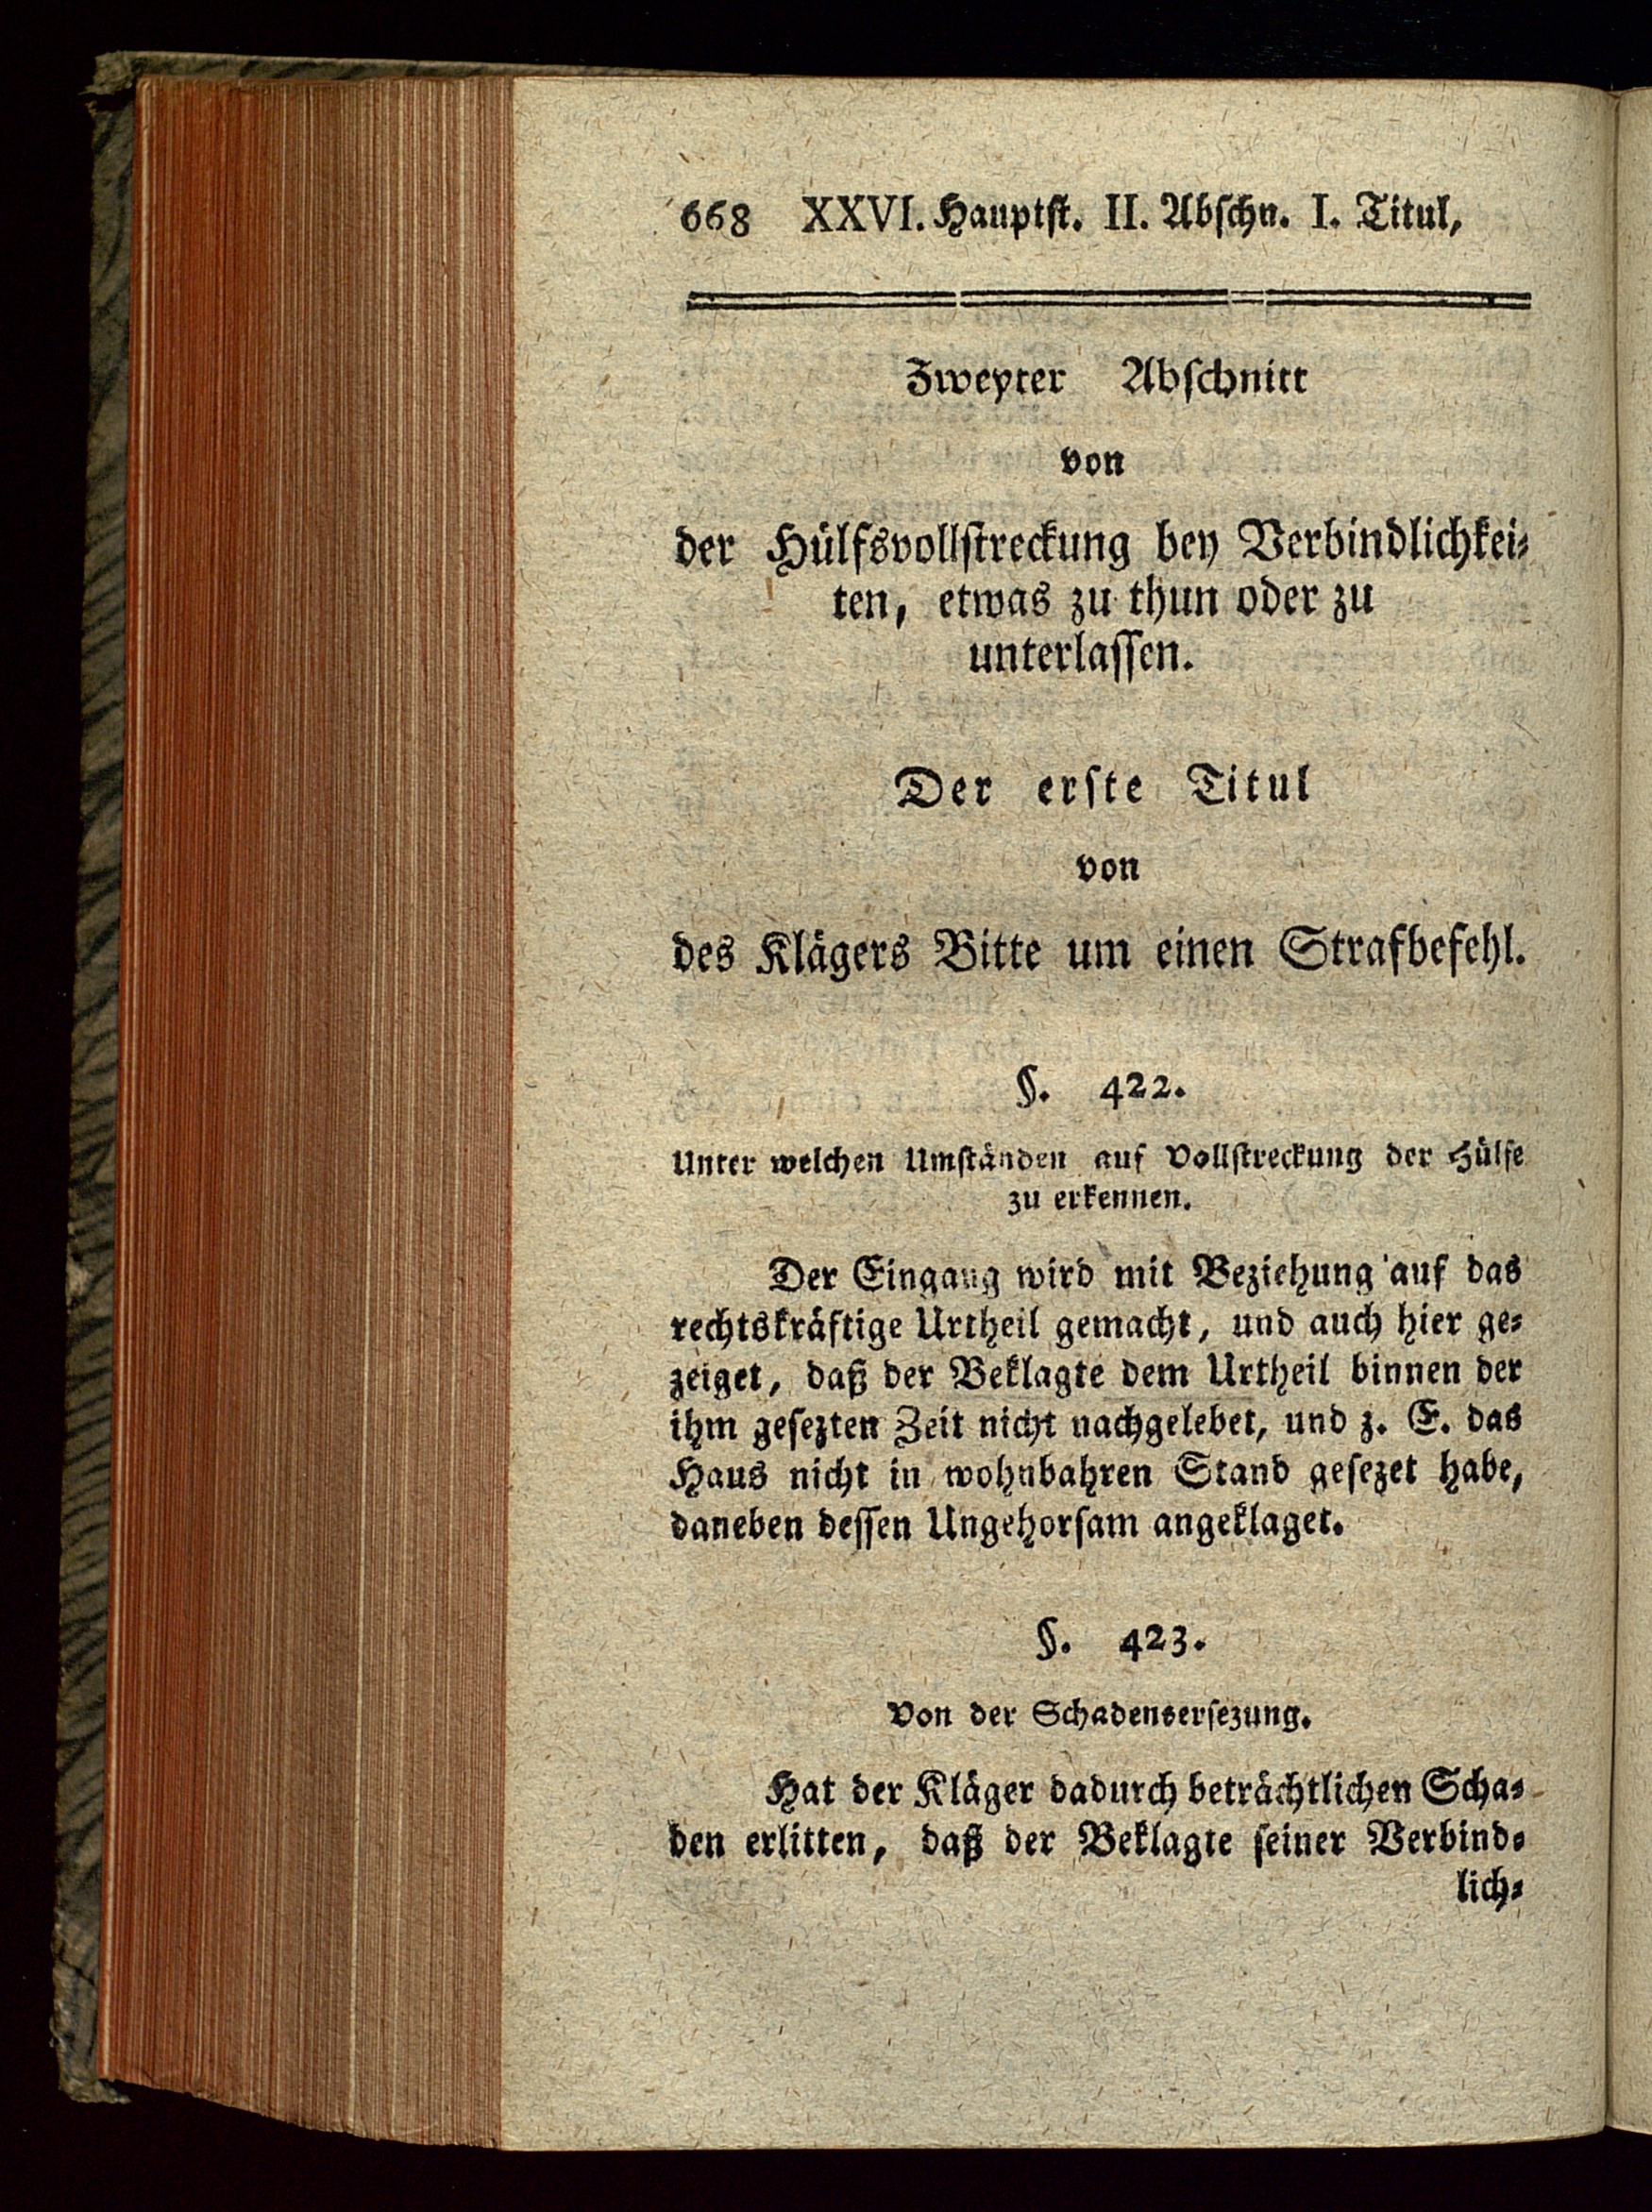 668 XXVI. Hauptst. II. Abschn. I. Titul,
Zweyter Abschnitt
von
der Hülfsvollstreckung bey Verbindlichkei-
ten, etwas zu thun oder zu
unterlassen.
Der erste Titul
von
des Klägers Bitte um einen Strafbefehl.
§. 422.
Unter welchen Umständen auf Vollstreckung der Hülfe
zu erkennen.
Der Eingang wird mit Beziehung auf das
rechtskräftige Urtheil gemacht, und auch hier ge-
zeiget, daß der Beklagte dem Urtheil binnen der
ihm gesezten Zeit nicht nachgelebet, und z. E. das
Haus nicht in wohnbahren Stand gesezet habe,
daneben dessen Ungehorsam angeklaget.
§. 423.
Von der Schadensersezung.
Hat der Kläger dadurch beträchtlichen Scha-
den erlitten, daß der Beklagte seiner Verbind-
lich-